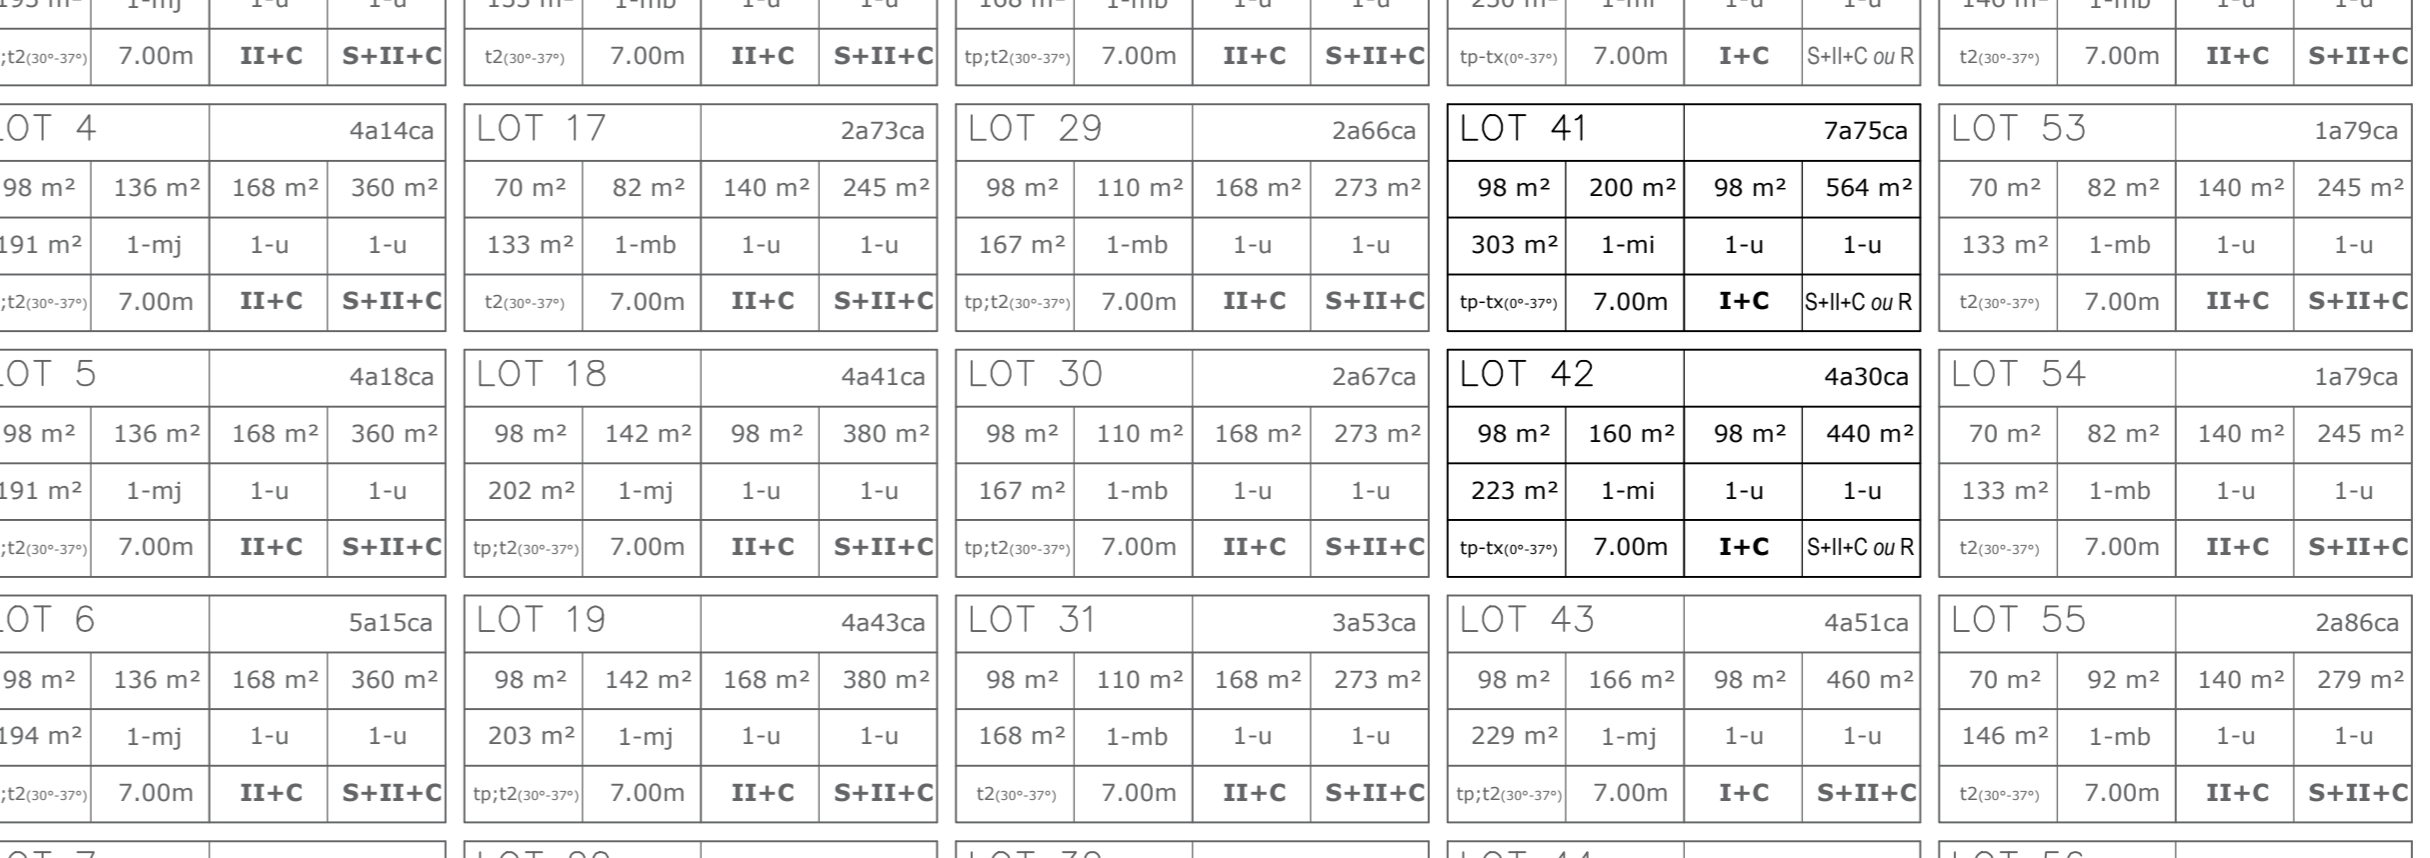 ;t2(30°-37°) 7.00m II+C S+II+C t2(30°-37°) 7.00m II+C S+II+C tp;t2(30°-37°) 7.00m II+C S+II+C tp-tx(0°-37°) 7.00m I+C S+II+C ou R t2(30°-37°) 7.00m II+C S+II+C
LOT 4 4a14ca LOT 17 2a73ca LOT 29 2a66ca LOT 41 7a75ca LOT 53 1a79ca
98 m² 136 m² 168 m² 360 m² 70 m² 82 m² 140 m² 245 m² 98 m² 110 m² 168 m² 273 m² 98 m² 200 m² 98 m² 564 m² 70 m² 82 m² 140 m² 245 m²
191 m² 1-mj 1-u 1-u 133 m² 1-mb 1-u 1-u 167 m² 1-mb 1-u 1-u 303 m² 1-mi 1-u 1-u 133 m² 1-mb 1-u 1-u
;t2(30°-37°) 7.00m II+C S+II+C t2(30°-37°) 7.00m II+C S+II+C tp;t2(30°-37°) 7.00m II+C S+II+C tp-tx(0°-37°) 7.00m I+C S+II+C ou R t2(30°-37°) 7.00m II+C S+II+C
LOT 5 4a18ca LOT 18 4a41ca LOT 30 2a67ca LOT 42 4a30ca LOT 54 1a79ca
98 m² 136 m² 168 m² 360 m² 98 m² 142 m² 98 m² 380 m² 98 m² 110 m² 168 m² 273 m² 98 m² 160 m² 98 m² 440 m² 70 m² 82 m² 140 m² 245 m²
191 m² 1-mj 1-u 1-u 202 m² 1-mj 1-u 1-u 167 m² 1-mb 1-u 1-u 223 m² 1-mi 1-u 1-u 133 m² 1-mb 1-u 1-u
;t2(30°-37°) 7.00m II+C S+II+C tp;t2(30°-37°) 7.00m II+C S+II+C tp;t2(30°-37°) 7.00m II+C S+II+C tp-tx(0°-37°) 7.00m I+C S+II+C ou R t2(30°-37°) 7.00m II+C S+II+C
LOT 6 5a15ca LOT 19 4a43ca LOT 31 3a53ca LOT 43 4a51ca LOT 55 2a86ca
98 m² 136 m² 168 m² 360 m² 98 m² 142 m² 168 m² 380 m² 98 m² 110 m² 168 m² 273 m² 98 m² 166 m² 98 m² 460 m² 70 m² 92 m² 140 m² 279 m²
194 m² 1-mj 1-u 1-u 203 m² 1-mj 1-u 1-u 168 m² 1-mb 1-u 1-u 229 m² 1-mj 1-u 1-u 146 m² 1-mb 1-u 1-u
;t2(30°-37°) 7.00m II+C S+II+C tp;t2(30°-37°) 7.00m II+C S+II+C t2(30°-37°) 7.00m II+C S+II+C tp;t2(30°-37°) 7.00m I+C S+II+C t2(30°-37°) 7.00m II+C S+II+C